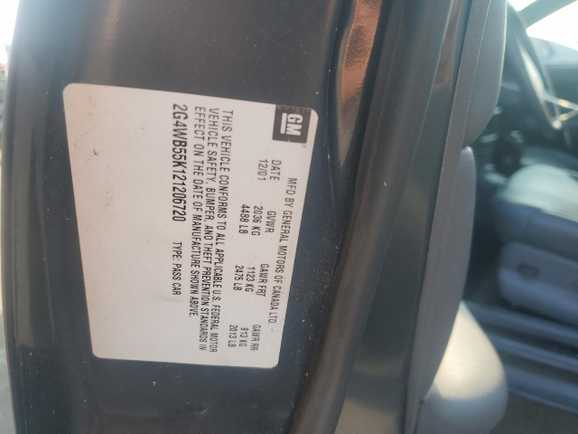 GM
MFD BY GENERAL MOTORS OF CANADA LTD.
DATE GVWR GAWR FRT GAWR RR
12/01 2036 KG 1123 KG 913 KG
4488 LB 2475 LB 2013 LB
THIS VEHICLE CONFORMS TO ALL APPLICABLE U.S. FEDERAL MOTOR
VEHICLE SAFETY, BUMPER, AND THEFT PREVENTION STANDARDS IN
EFFECT ON THE DATE OF MANUFACTURE SHOWN ABOVE.
2G4WB55K121206720 TYPE: PASS CAR